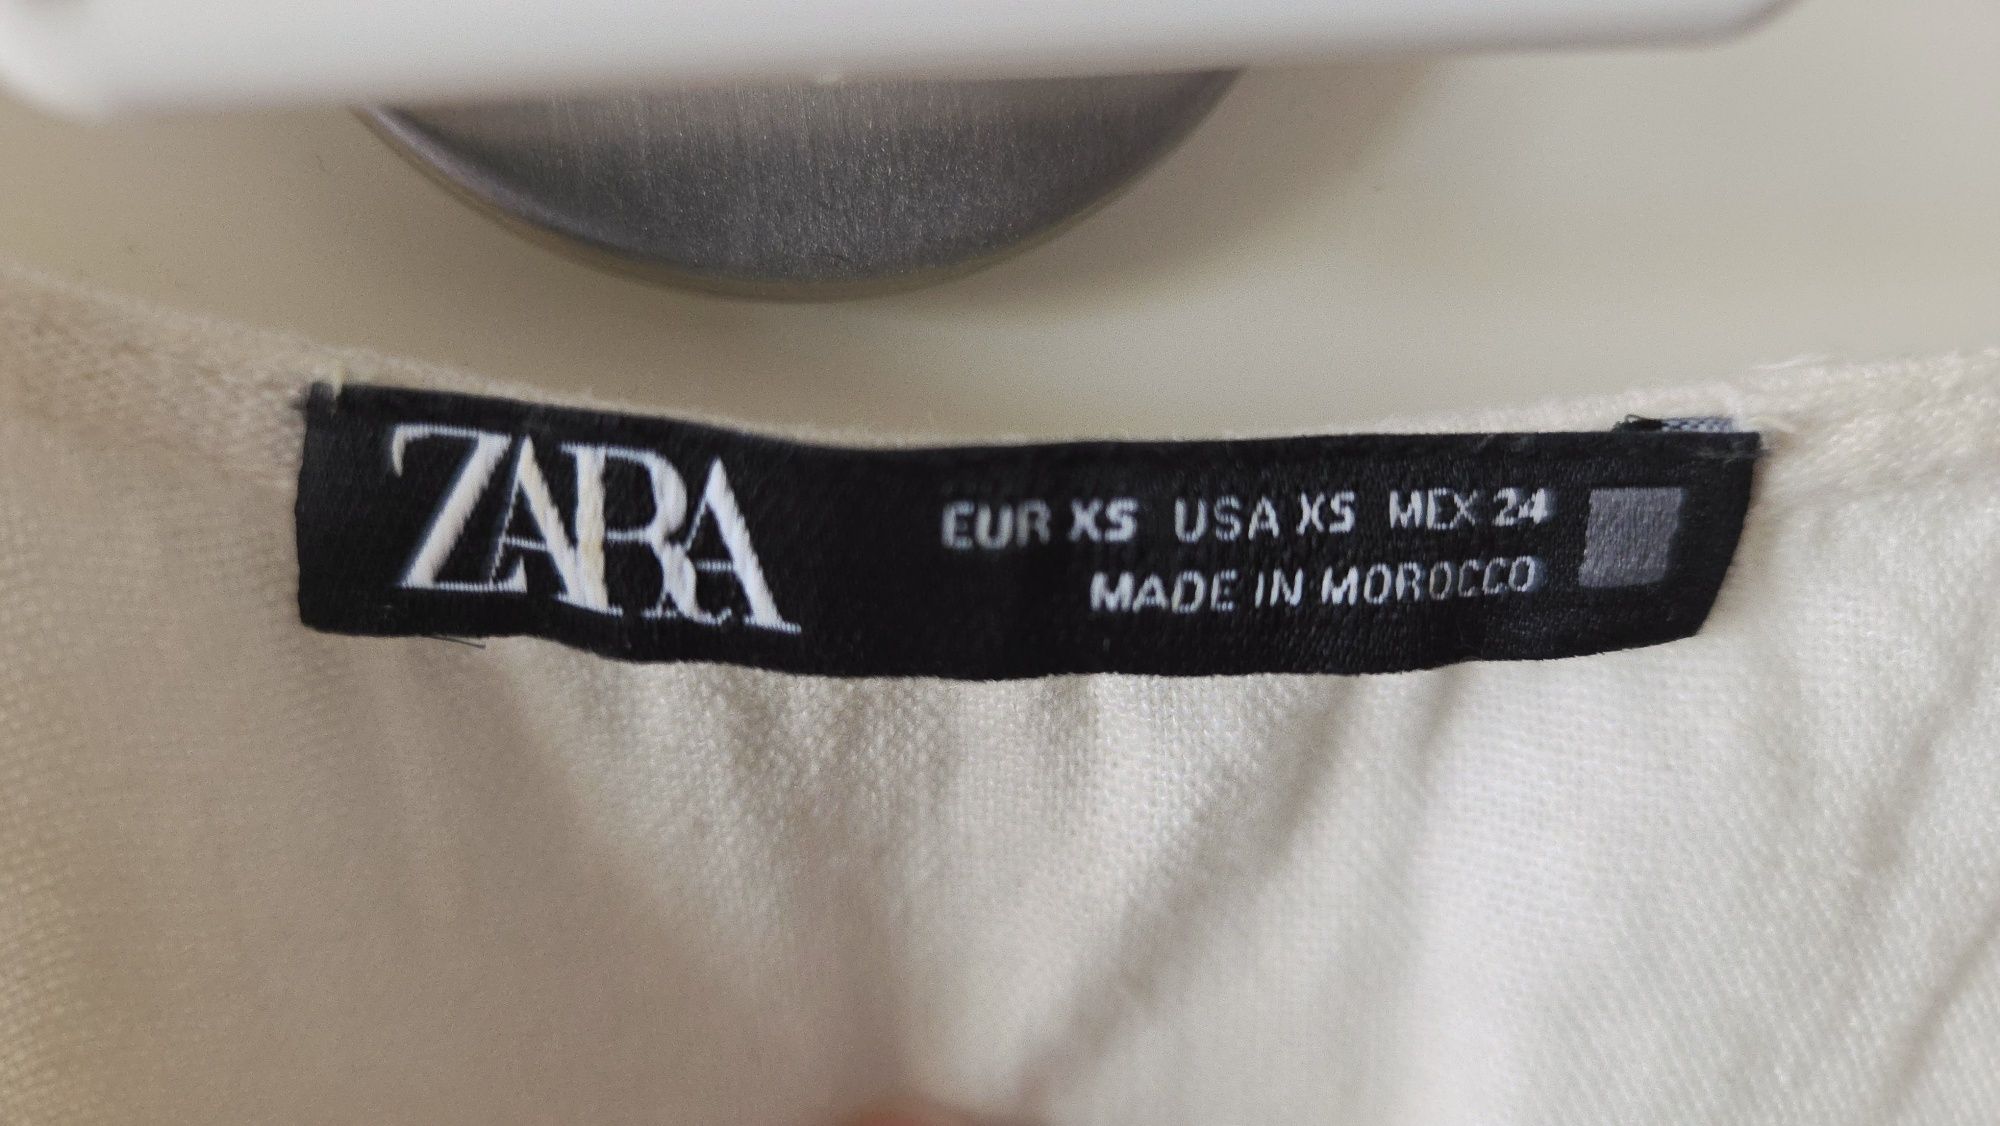 ZARA
EUR XS USA XS MEX 24
MADE IN MOROCCO